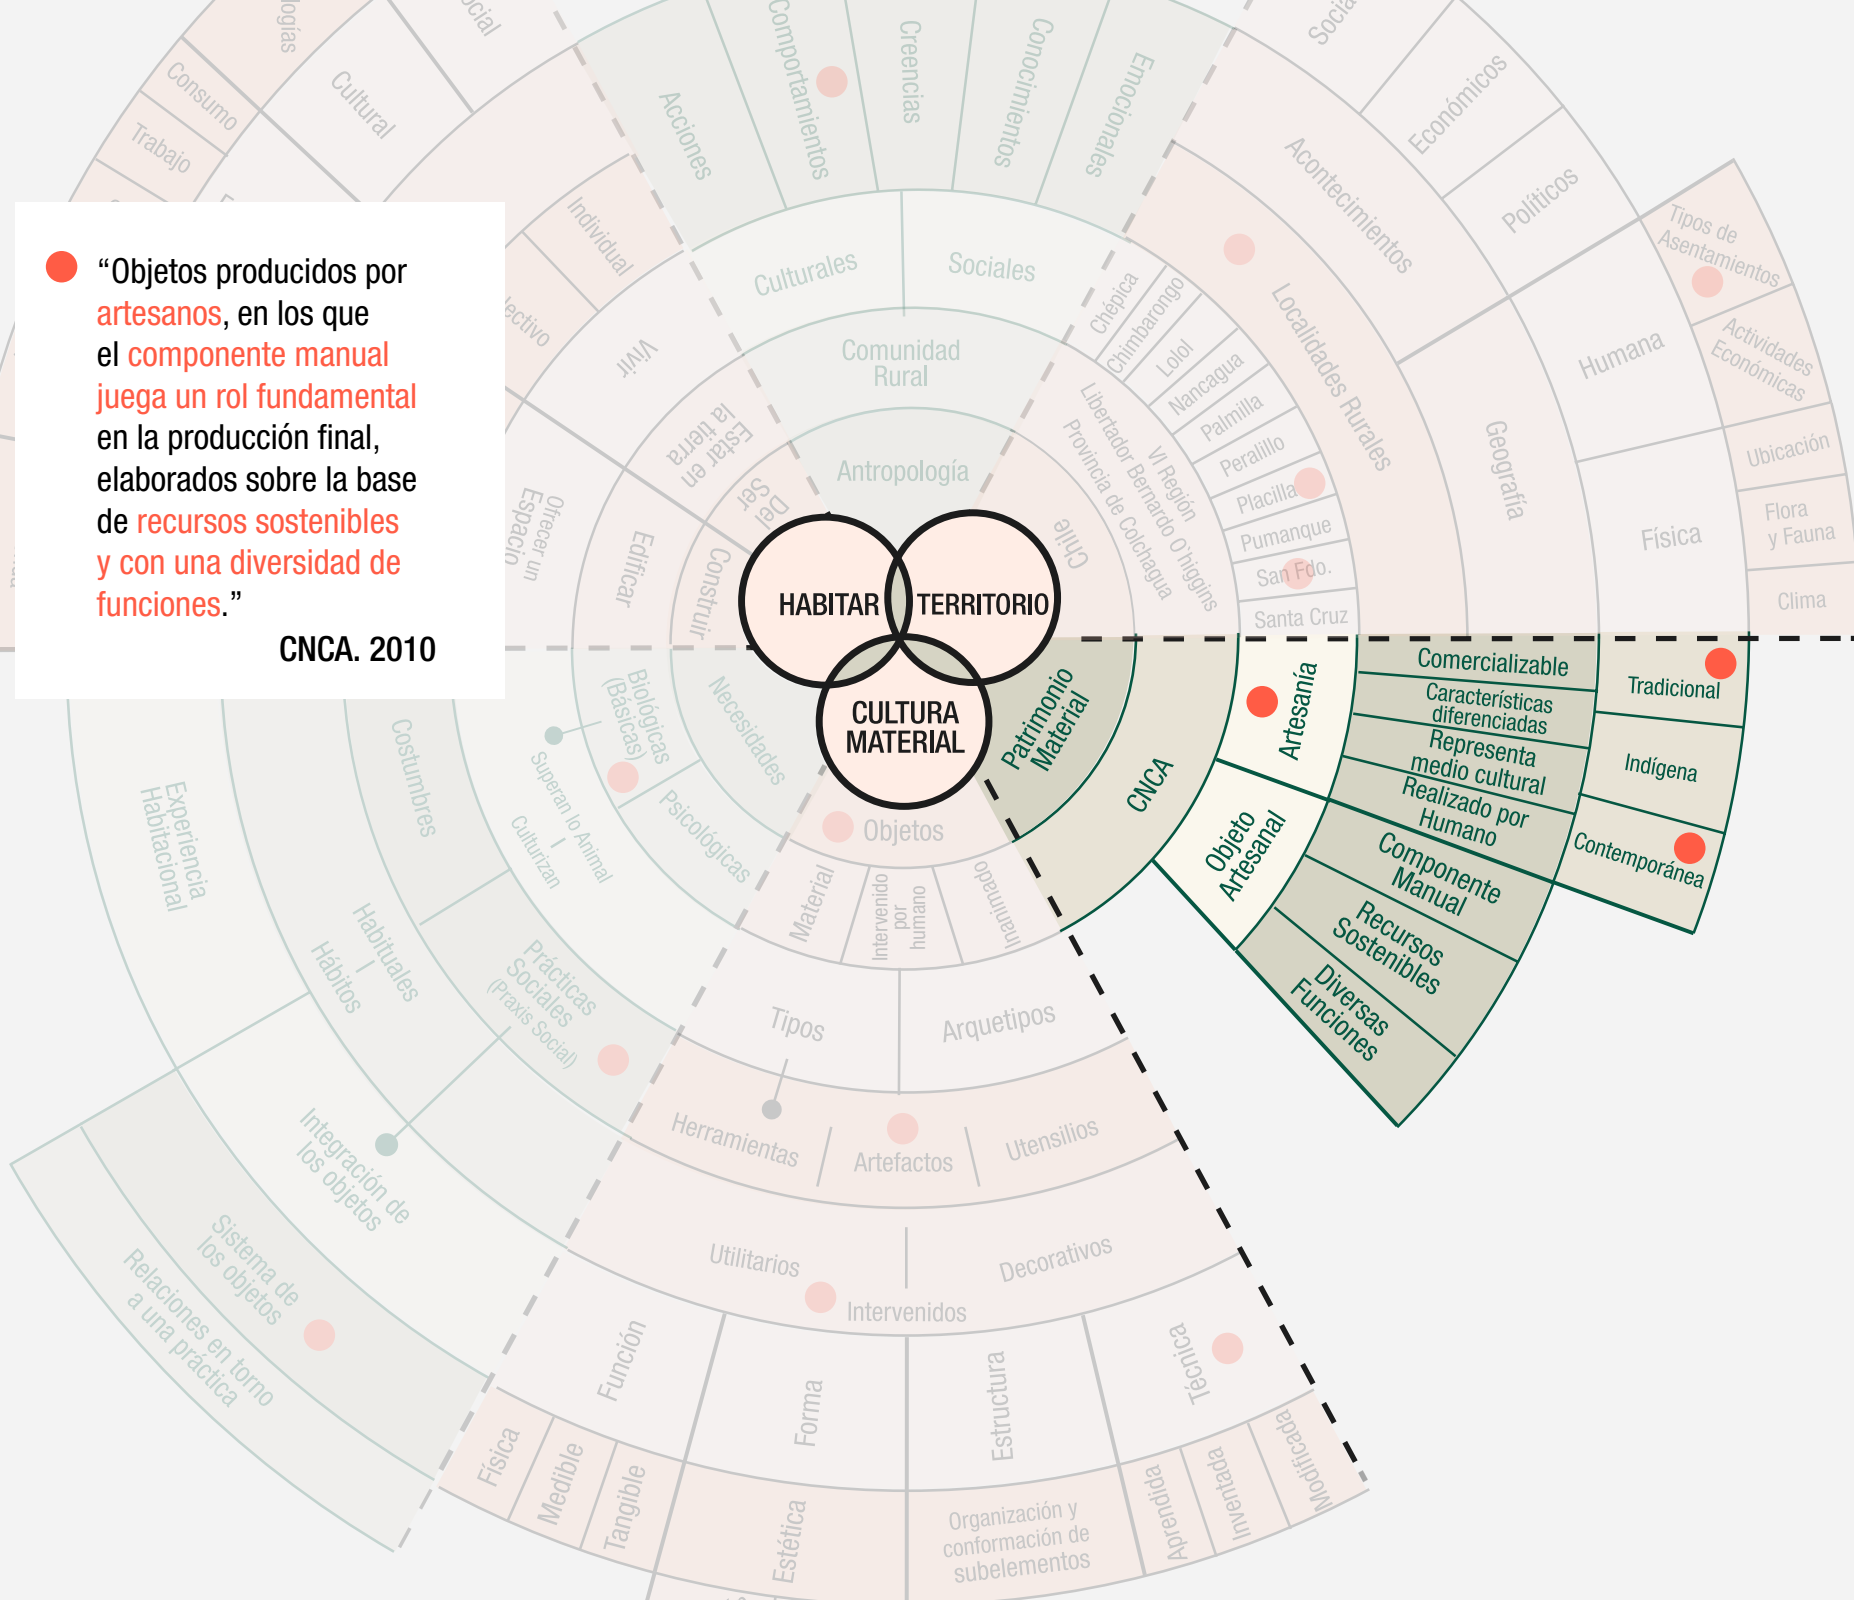 “Objetos producidos por
artesanos, en los que
el componente manual
juega un rol fundamental
en la producción final,
elaborados sobre la base
de recursos sostenibles
y con una diversidad de
funciones.”
CNCA. 2010
HABITAR
TERRITORIO
CULTURA
MATERIAL
Patrimonio
Material
CNCA
Artesanía
Objeto
Artesanal
Comercializable
Características
diferenciadas
Representa
medio cultural
Realizado por
Humano
Componente
Manual
Recursos
Sostenibles
Diversas
Funciones
Tradicional
Indígena
Contemporánea
Consumo
Trabajo
Cultural
Individual
Vivir
Estar en
la tierra
Del
Ser
Ofrecer un
Espacio
Edificar
Construir
Acciones
Comportamientos
Creencias
Conocimientos
Emocionales
Culturales
Sociales
Comunidad
Rural
Antropología
Chile
VI Región
Libertador Bernardo O’higgins
Provincia de Colchagua
Chépica
Chimbarongo
Lolol
Nancagua
Palmilla
Peralillo
Placilla
Pumanque
San Fdo.
Santa Cruz
Localidades Rurales
Acontecimientos
Económicos
Políticos
Geografía
Humana
Física
Tipos de
Asentamientos
Actividades
Económicas
Ubicación
Flora
y Fauna
Clima
Necesidades
Biológicas
(Básicas)
Psicológicas
Superan lo Animal
Culturizan
Costumbres
Prácticas
Sociales
(Praxis Social)
Habituales
Hábitos
Experiencia
Habitacional
Integración de
los objetos
Sistema de
los objetos
Relaciones en torno
a una práctica
Objetos
Material
Intervenido
por
humano
Inanimado
Tipos
Arquetipos
Herramientas
Artefactos
Utensilios
Utilitarios
Decorativos
Intervenidos
Función
Forma
Estructura
Técnica
Física
Medible
Tangible
Estética
Organización y
conformación de
subelementos
Aprendida
Inventada
Modificada